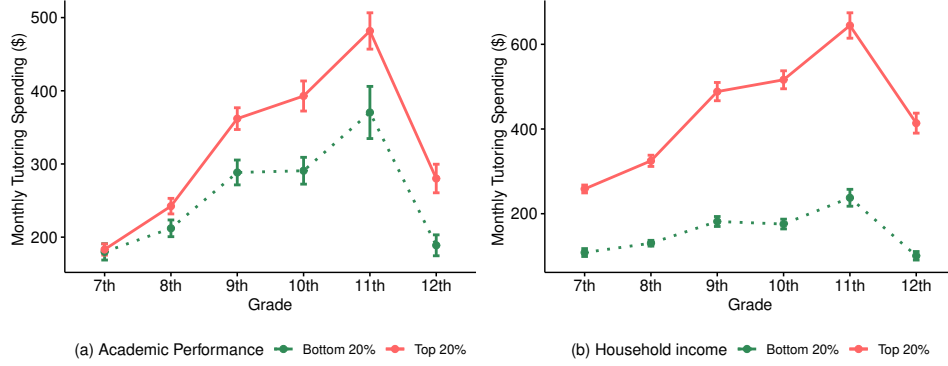 Monthly Tutoring Spending ($)
500
400
300
200
7th 8th 9th 10th 11th 12th
Grade
(a) Academic Performance Bottom 20% Top 20%
Monthly Tutoring Spending ($)
600
400
200
7th 8th 9th 10th 11th 12th
Grade
(b) Household income Bottom 20% Top 20%